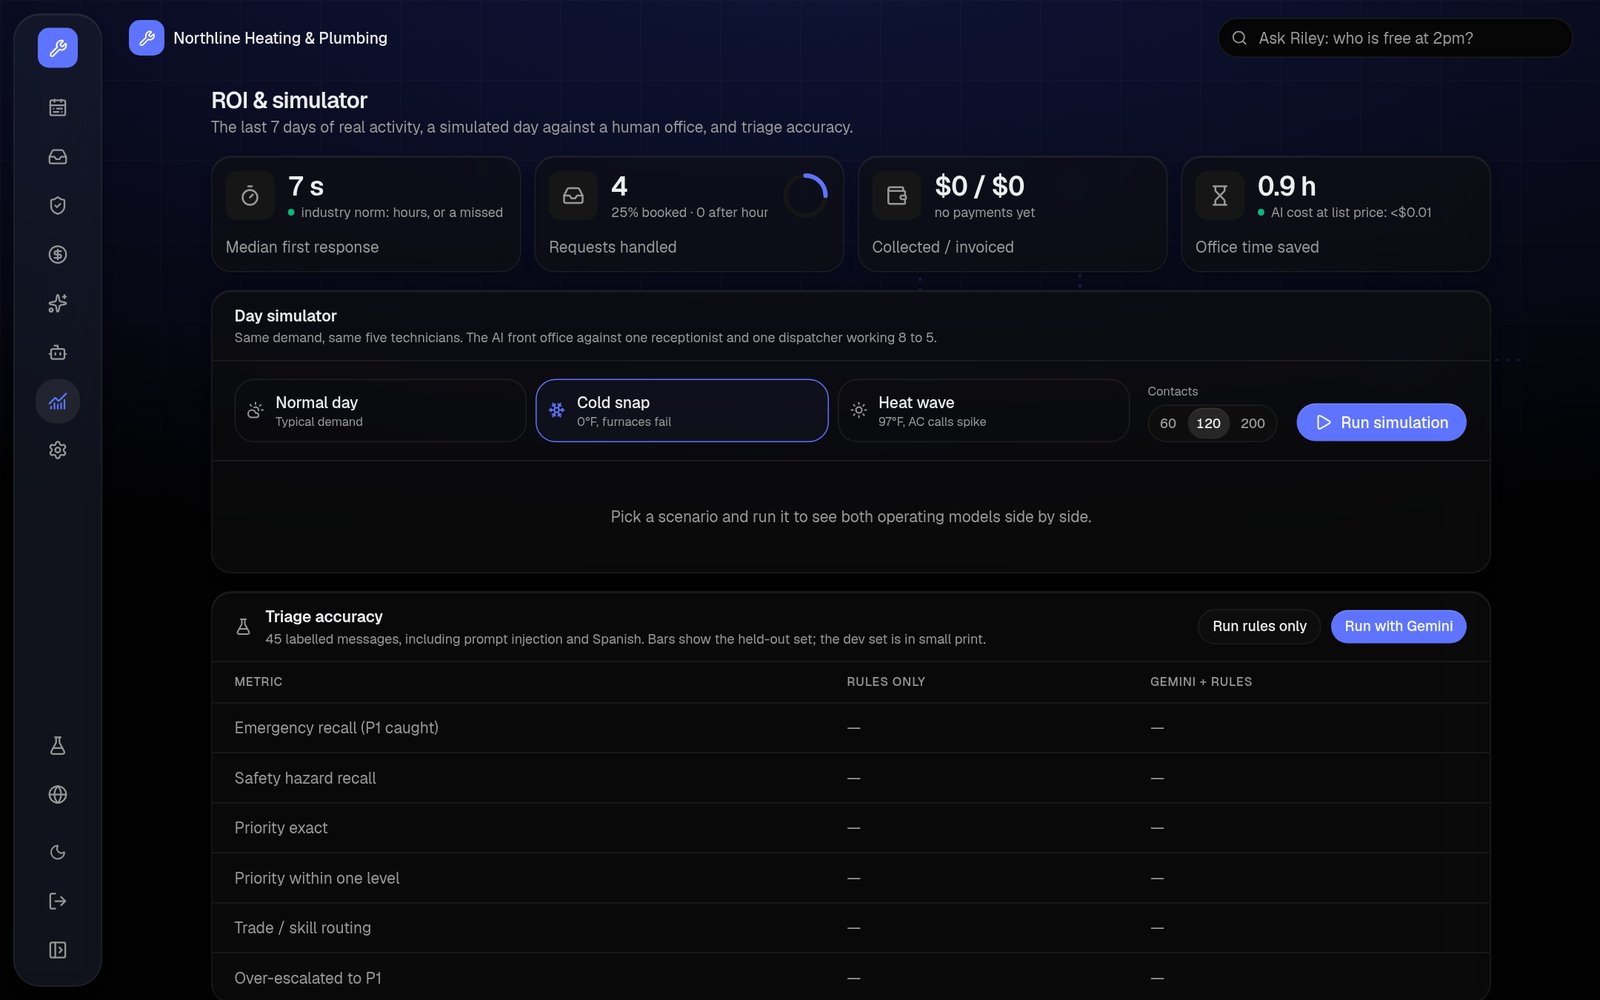 Northline Heating & Plumbing
Ask Riley: who is free at 2pm?
ROI & simulator
The last 7 days of real activity, a simulated day against a human office, and triage accuracy.
7 s
industry norm: hours, or a missed
Median first response
4
25% booked · 0 after hour
Requests handled
$0 / $0
no payments yet
Collected / invoiced
0.9 h
AI cost at list price: <$0.01
Office time saved
Day simulator
Same demand, same five technicians. The AI front office against one receptionist and one dispatcher working 8 to 5.
Normal day
Typical demand
Cold snap
0°F, furnaces fail
Heat wave
97°F, AC calls spike
Contacts
60 120 200
Run simulation
Pick a scenario and run it to see both operating models side by side.
Triage accuracy
45 labelled messages, including prompt injection and Spanish. Bars show the held-out set; the dev set is in small print.
Run rules only
Run with Gemini
METRIC RULES ONLY GEMINI + RULES
Emergency recall (P1 caught) — —
Safety hazard recall — —
Priority exact — —
Priority within one level — —
Trade / skill routing — —
Over-escalated to P1 — —